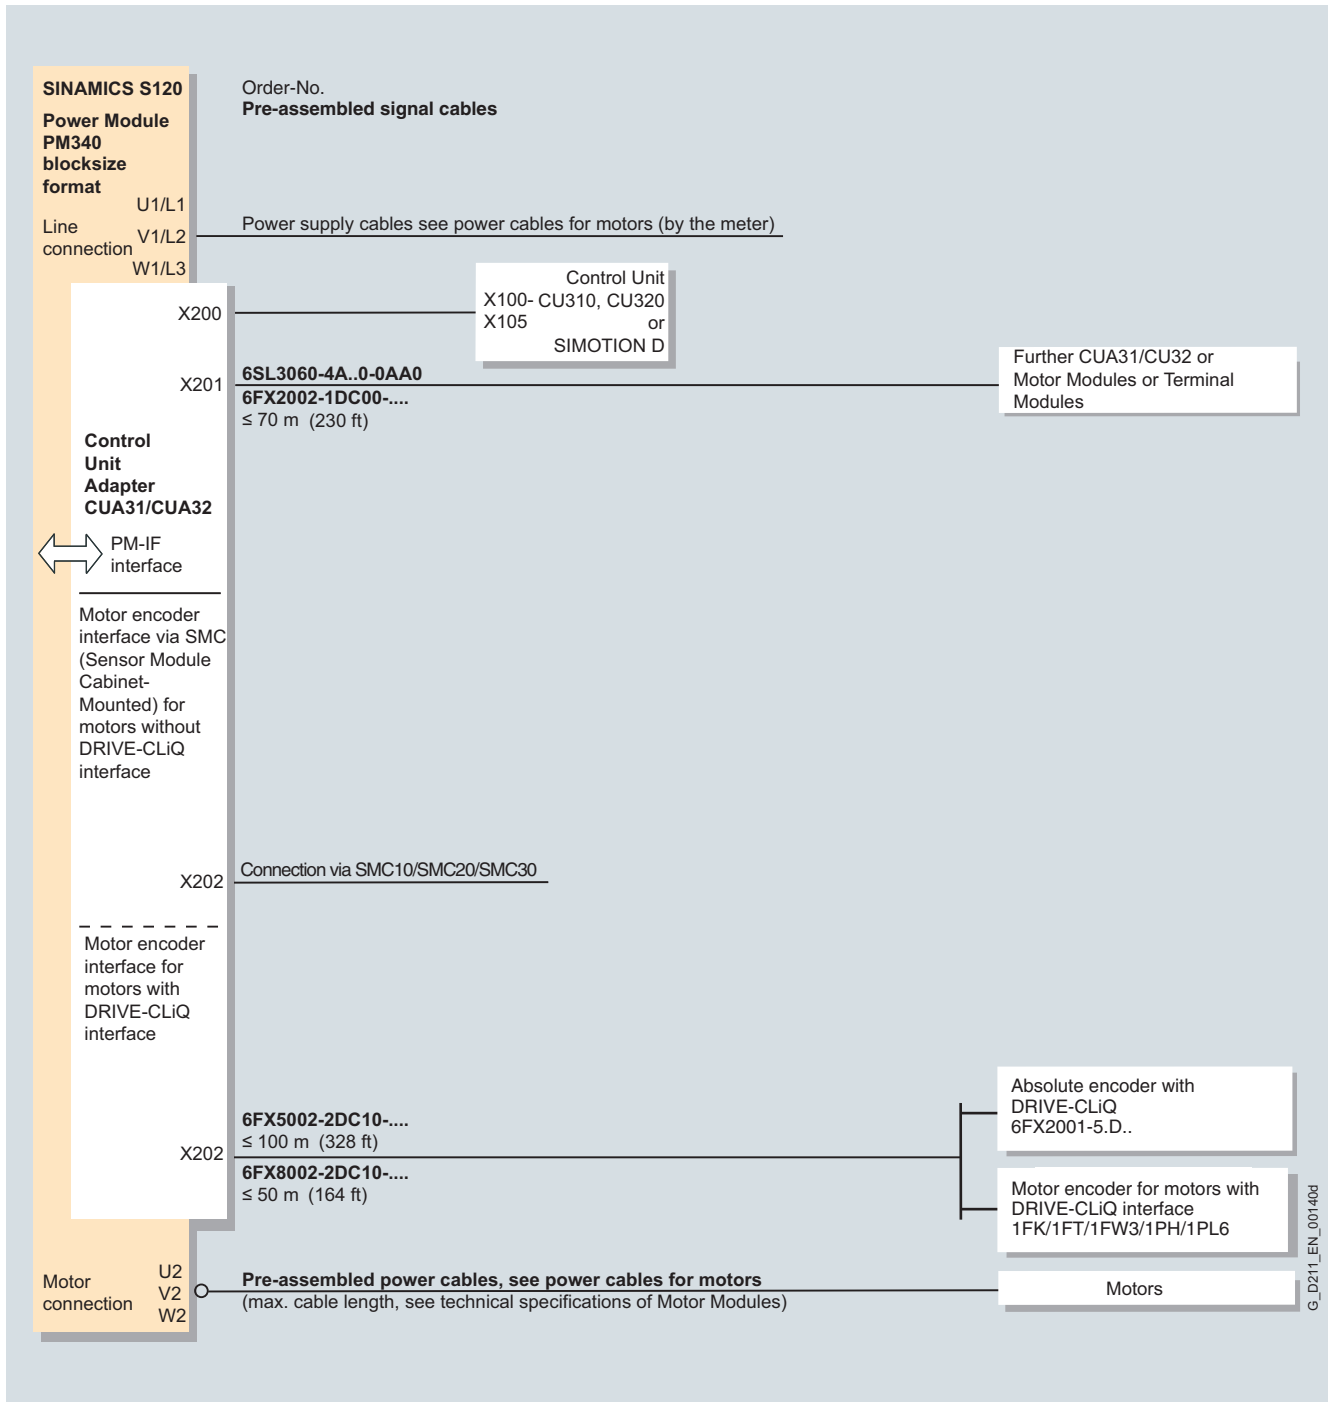 SINAMICS S120
Power Module
PM340
blocksize
format
Order-No.
Pre-assembled signal cables
U1/L1
Line
connection
V1/L2
W1/L3
Power supply cables see power cables for motors (by the meter)
X200
Control Unit
X100- CU310, CU320
X105 or
SIMOTION D
X201
6SL3060-4A..0-0AA0
6FX2002-1DC00-....
≤ 70 m (230 ft)
Further CUA31/CU32 or
Motor Modules or Terminal
Modules
Control
Unit
Adapter
CUA31/CUA32
PM-IF
interface
Motor encoder
interface via SMC
(Sensor Module
Cabinet-
Mounted) for
motors without
DRIVE-CLiQ
interface
X202
Connection via SMC10/SMC20/SMC30
Motor encoder
interface for
motors with
DRIVE-CLiQ
interface
X202
6FX5002-2DC10-....
≤ 100 m (328 ft)
6FX8002-2DC10-....
≤ 50 m (164 ft)
Absolute encoder with
DRIVE-CLiQ
6FX2001-5.D..
Motor encoder for motors with
DRIVE-CLiQ interface
1FK/1FT/1FW3/1PH/1PL6
Motor
connection
U2
V2
W2
Pre-assembled power cables, see power cables for motors
(max. cable length, see technical specifications of Motor Modules)
Motors
G_D211_EN_00140d